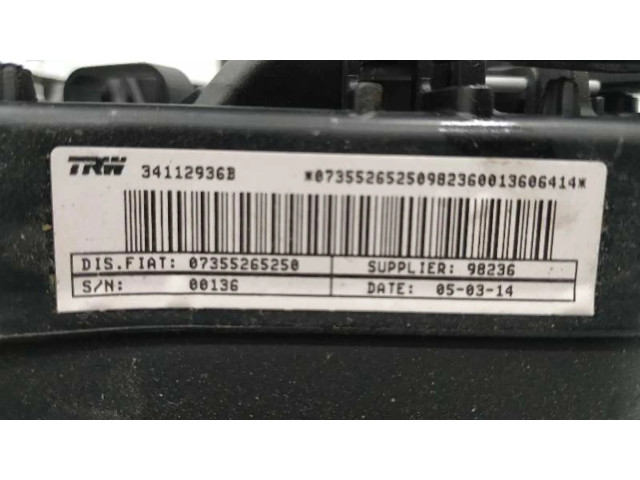 TRW 34112936B *07355265250982360013606414*
DIS.FIAT: 07355265250 SUPPLIER: 98236
S/N: 00136 DATE: 05-03-14